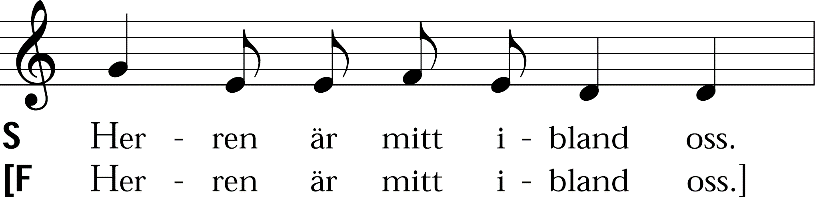 S Her - ren är mitt i - bland oss.
[F Her - ren är mitt i - bland oss.]